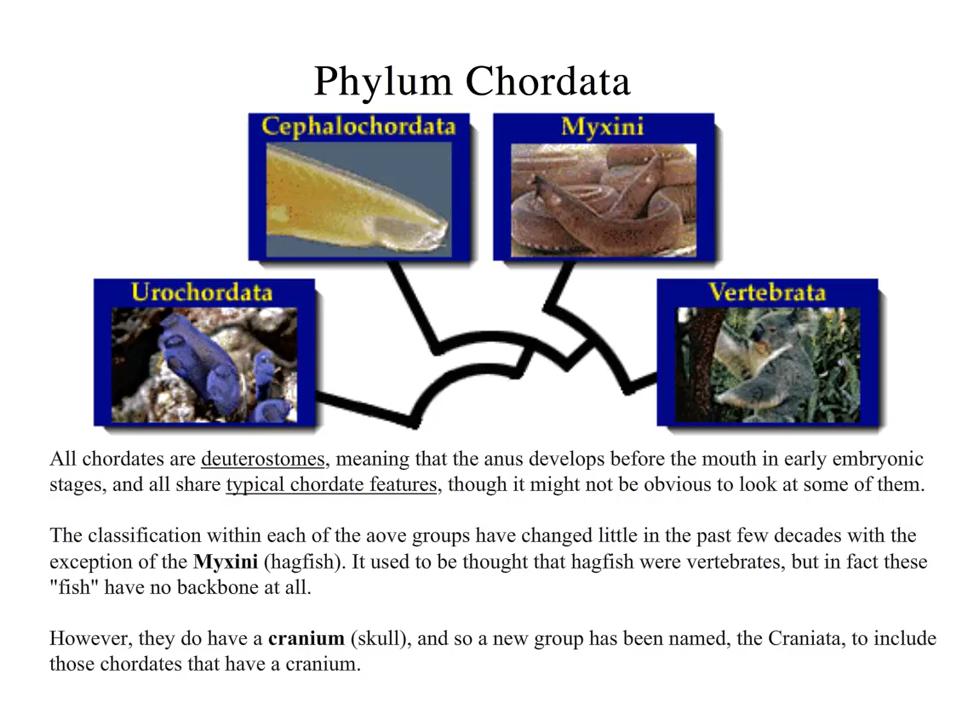 Phylum Chordata
Cephalochordata
Myxini
Urochordata
Vertebrata
All chordates are deuterostomes, meaning that the anus develops before the mouth in early embryonic
stages, and all share typical chordate features, though it might not be obvious to look at some of them.
The classification within each of the aove groups have changed little in the past few decades with the
exception of the Myxini (hagfish). It used to be thought that hagfish were vertebrates, but in fact these
"fish" have no backbone at all.
However, they do have a cranium (skull), and so a new group has been named, the Craniata, to include
those chordates that have a cranium.